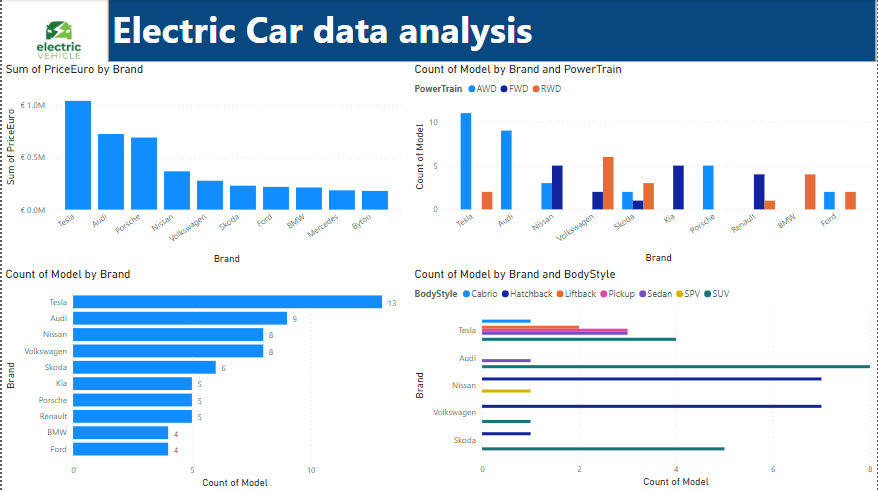 Electric Car data analysis
electric
VEHICLE
Sum of PriceEuro by Brand
Sum of PriceEuro
€ 1.0M
€ 0.5M
€ 0.0M
Tesla
Audi
Porsche
Nissan
Volkswagen
Skoda
Ford
BMW
Mercedes
Byton
Brand
Count of Model by Brand and PowerTrain
PowerTrain AWD FWD RWD
Count of Model
10
5
0
Tesla
Audi
Nissan
Volkswagen
Skoda
Kia
Porsche
Renault
BMW
Ford
Brand
Count of Model by Brand
Brand
Tesla 13
Audi 9
Nissan 8
Volkswagen 8
Skoda 6
Kia 5
Porsche 5
Renault 5
BMW 4
Ford 4
0 5 10
Count of Model
Count of Model by Brand and BodyStyle
BodyStyle Cabrio Hatchback Liftback Pickup Sedan SPV SUV
Brand
Tesla
Audi
Nissan
Volkswagen
Skoda
0 2 4 6 8
Count of Model